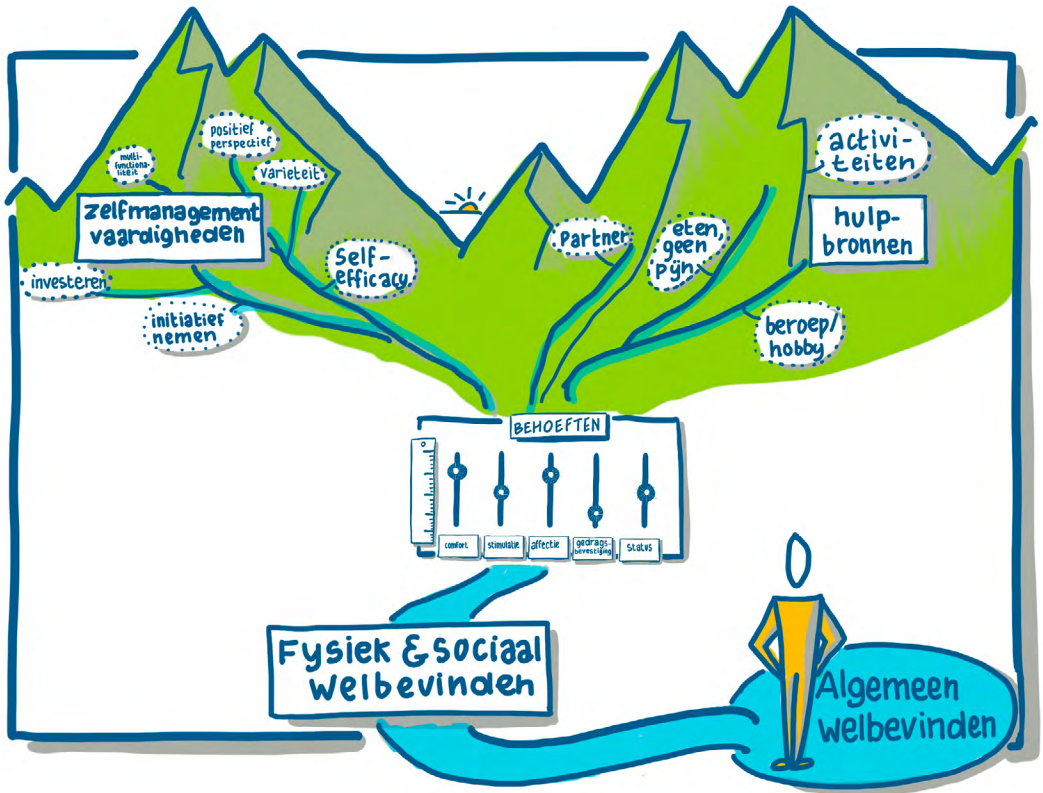 multi-
functiona-
liteit
positief
perspectief
varieteit
zelfmanagement
vaardigheden
investeren
initiatief
nemen
self-
efficacy
Partner
eten,
geen
pijn
activi-
teiten
hulp-
bronnen
beroep/
hobby
BEHOEFTEN
comfort
stimulatie
affectie
gedrags-
bevestiging
status
Fysiek & sociaal
welbevinden
Algemeen
welbevinden